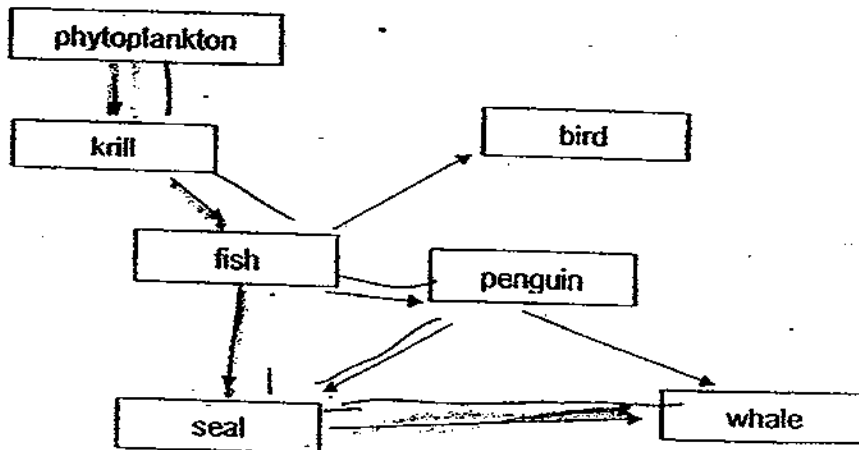 phytoplankton
krill
bird
fish
penguin
seal
whale